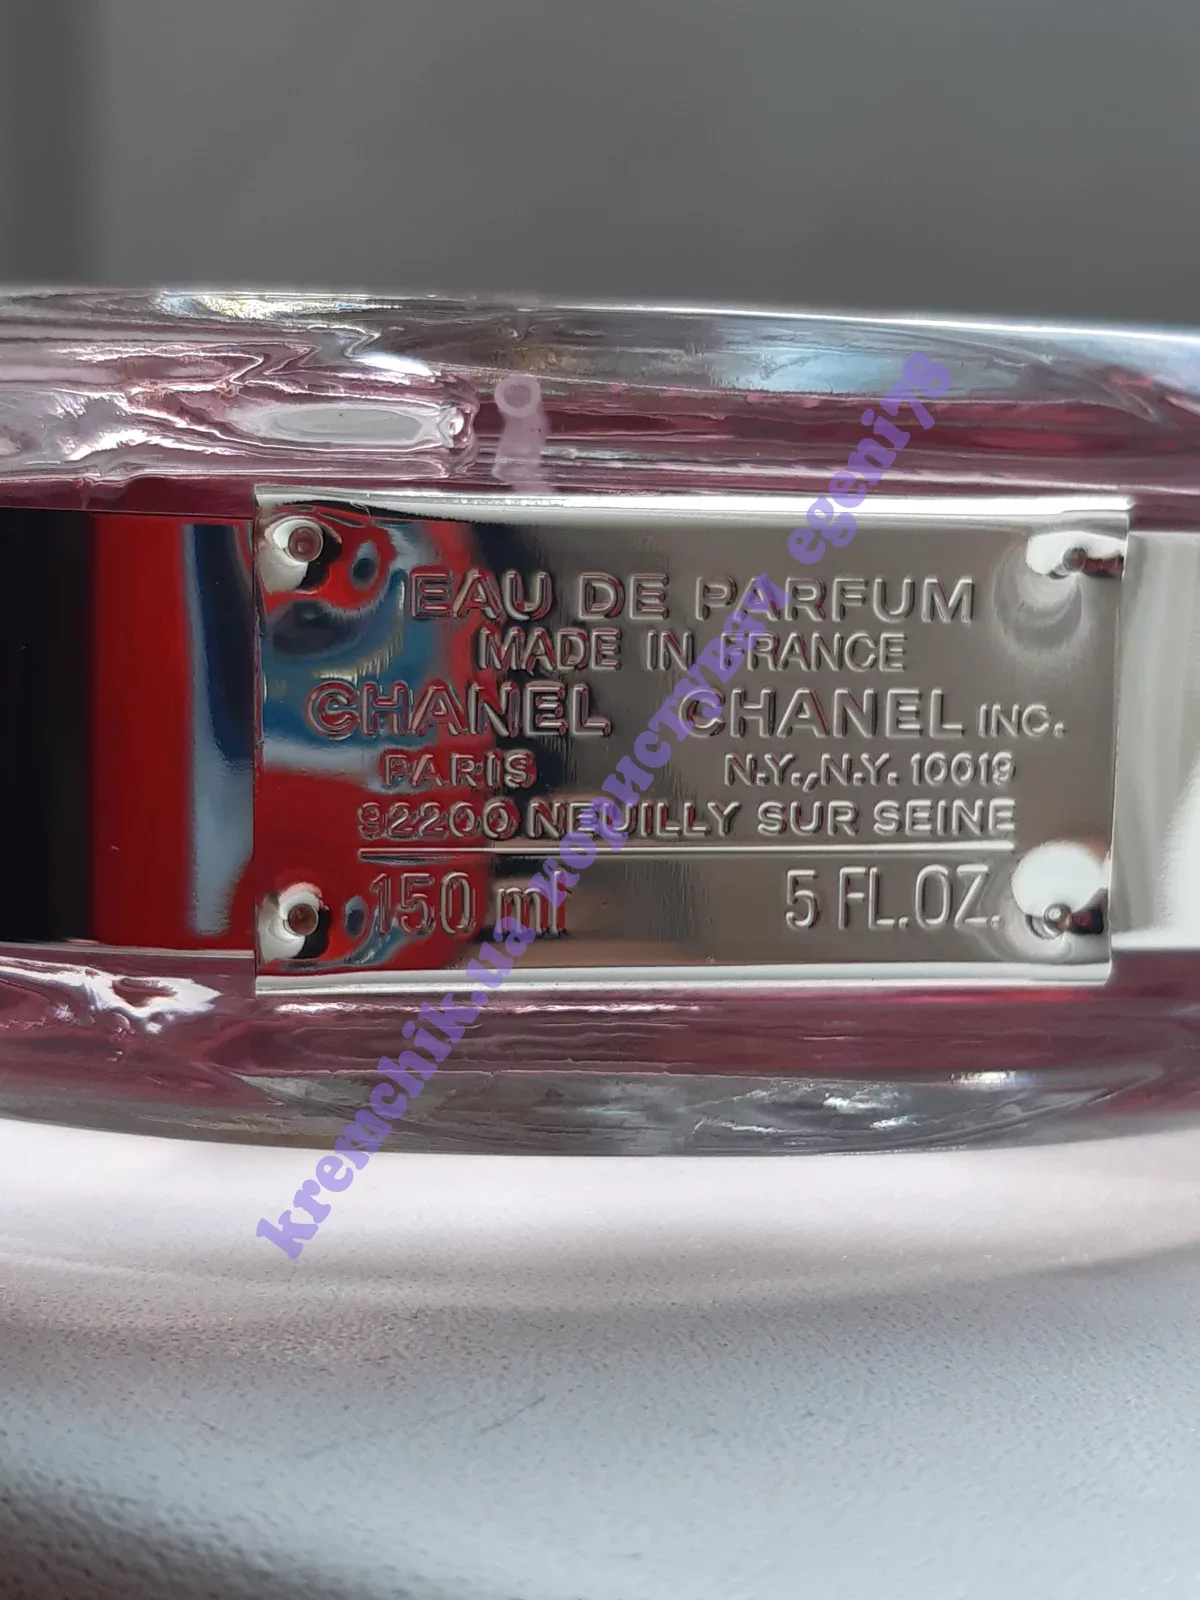 EAU DE PARFUM
MADE IN FRANCE
CHANEL CHANEL INC.
PARIS N.Y., N.Y. 10019
92200 NEUILLY SUR SEINE
150 ml 5 FL.OZ.
kremchik.ua користувач egeni78